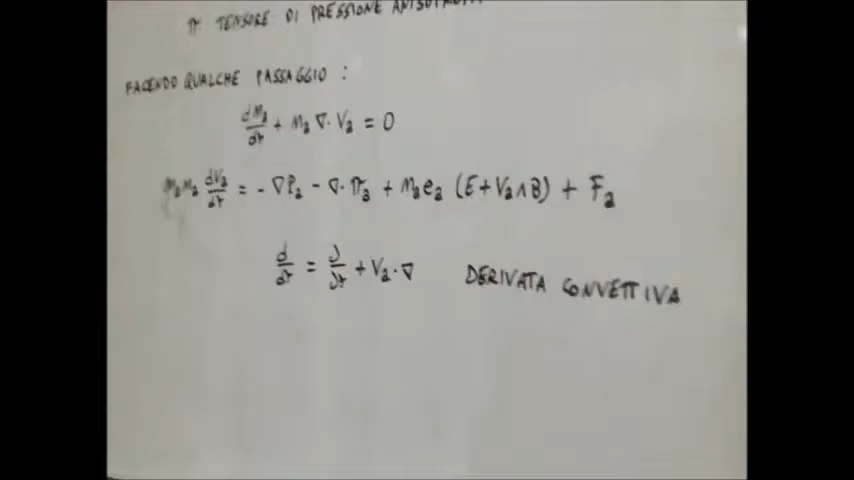 π TENSORE DI PRESSIONE ANISOTROPA
FACENDO QUALCHE PASSAGGIO :
dn₂/dt + n₂ ∇· V₂ = 0
m₂n₂ dV₂/dt = - ∇P₂ - ∇·π₂ + n₂e₂ (E + V₂∧B) + F₂
d/dt = ∂/∂t + V₂·∇ DERIVATA CONVETTIVA